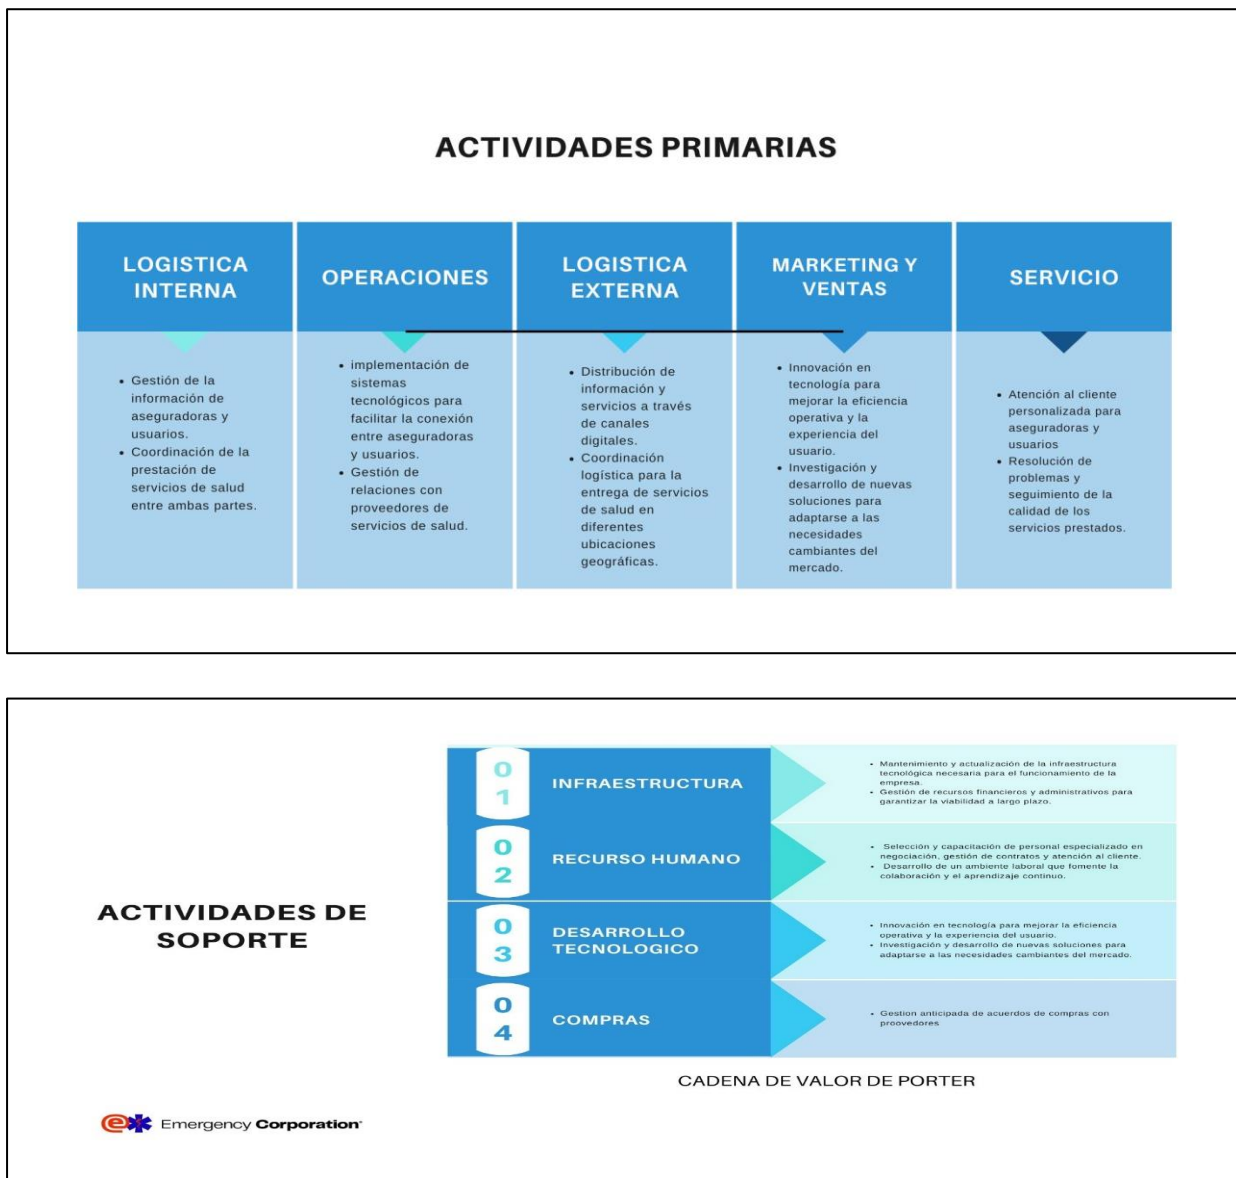 ACTIVIDADES PRIMARIAS
LOGISTICA
INTERNA
• Gestión de la
información de
aseguradoras y
usuarios.
• Coordinación de la
prestación de
servicios de salud
entre ambas partes.
OPERACIONES
• implementación de
sistemas
tecnológicos para
facilitar la conexión
entre aseguradoras
y usuarios.
• Gestión de
relaciones con
proveedores de
servicios de salud.
LOGISTICA
EXTERNA
• Distribución de
información y
servicios a través
de canales
digitales.
• Coordinación
logística para la
entrega de servicios
de salud en
diferentes
ubicaciones
geográficas.
MARKETING Y
VENTAS
• Innovación en
tecnología para
mejorar la eficiencia
operativa y la
experiencia del
usuario.
• Investigación y
desarrollo de nuevas
soluciones para
adaptarse a las
necesidades
cambiantes del
mercado.
SERVICIO
• Atención al cliente
personalizada para
aseguradoras y
usuarios
• Resolución de
problemas y
seguimiento de la
calidad de los
servicios prestados.
ACTIVIDADES DE
SOPORTE
0
1
INFRAESTRUCTURA
• Mantenimiento y actualización de la infraestructura
tecnológica necesaria para el funcionamiento de la
empresa.
• Gestión de recursos financieros y administrativos para
garantizar la viabilidad a largo plazo.
0
2
RECURSO HUMANO
• Selección y capacitación de personal especializado en
negociación, gestión de contratos y atención al cliente.
• Desarrollo de un ambiente laboral que fomente la
colaboración y el aprendizaje continuo.
0
3
DESARROLLO
TECNOLOGICO
• Innovación en tecnología para mejorar la eficiencia
operativa y la experiencia del usuario.
• Investigación y desarrollo de nuevas soluciones para
adaptarse a las necesidades cambiantes del mercado.
0
4
COMPRAS
• Gestion anticipada de acuerdos de compras con
proovedores
CADENA DE VALOR DE PORTER
e Emergency Corporation